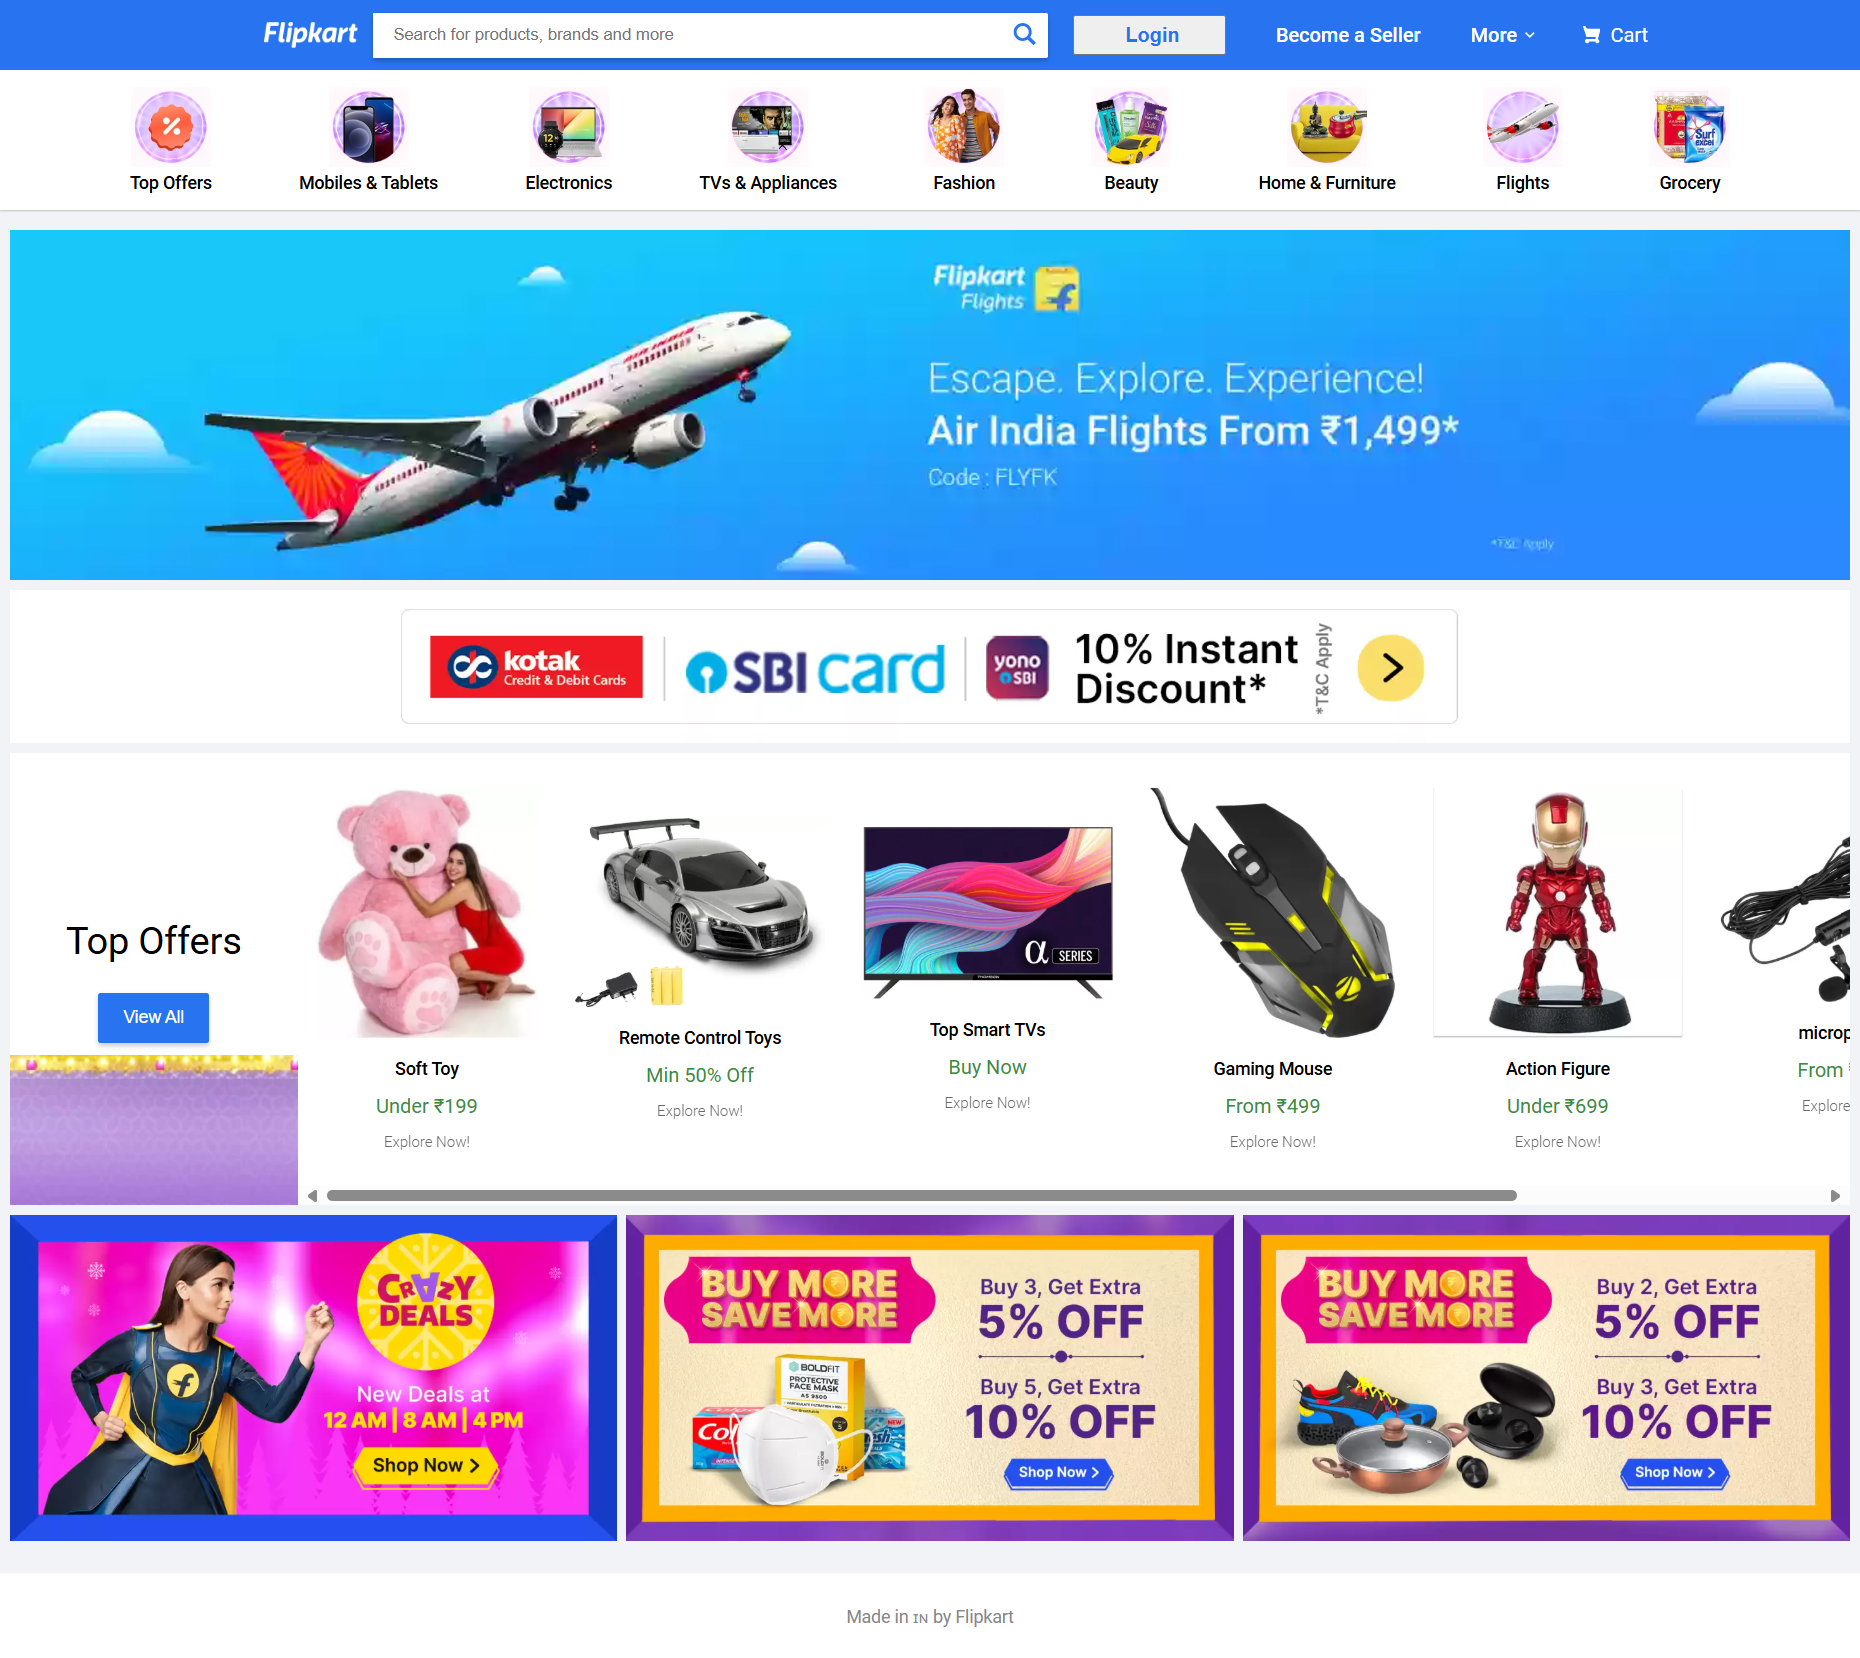 Flipkart
Search for products, brands and more
Login
Become a Seller
More
Cart
Top Offers
Mobiles & Tablets
Electronics
TVs & Appliances
Fashion
Beauty
Home & Furniture
Flights
Grocery
Surf
excel
Flipkart
Flights
AIR INDIA
Escape. Explore. Experience!
Air India Flights From ₹1,499*
Code : FLYFK
*T&C Apply
kotak
Credit & Debit Cards
SBI card
yono
SBI
10% Instant
Discount*
*T&C Apply
Top Offers
View All
Soft Toy
Under ₹199
Explore Now!
Remote Control Toys
Min 50% Off
Explore Now!
α SERIES
THOMSON
Top Smart TVs
Buy Now
Explore Now!
Gaming Mouse
From ₹499
Explore Now!
Action Figure
Under ₹699
Explore Now!
microp
From
Explore
CRAZY
DEALS
New Deals at
12 AM | 8 AM | 4 PM
Shop Now >
BUY MORE
SAVE MORE
BOLDFIT
PROTECTIVE
FACE MASK
Buy 3, Get Extra
5% OFF
Buy 5, Get Extra
10% OFF
Shop Now >
BUY MORE
SAVE MORE
Buy 2, Get Extra
5% OFF
Buy 3, Get Extra
10% OFF
Shop Now >
Made in IN by Flipkart